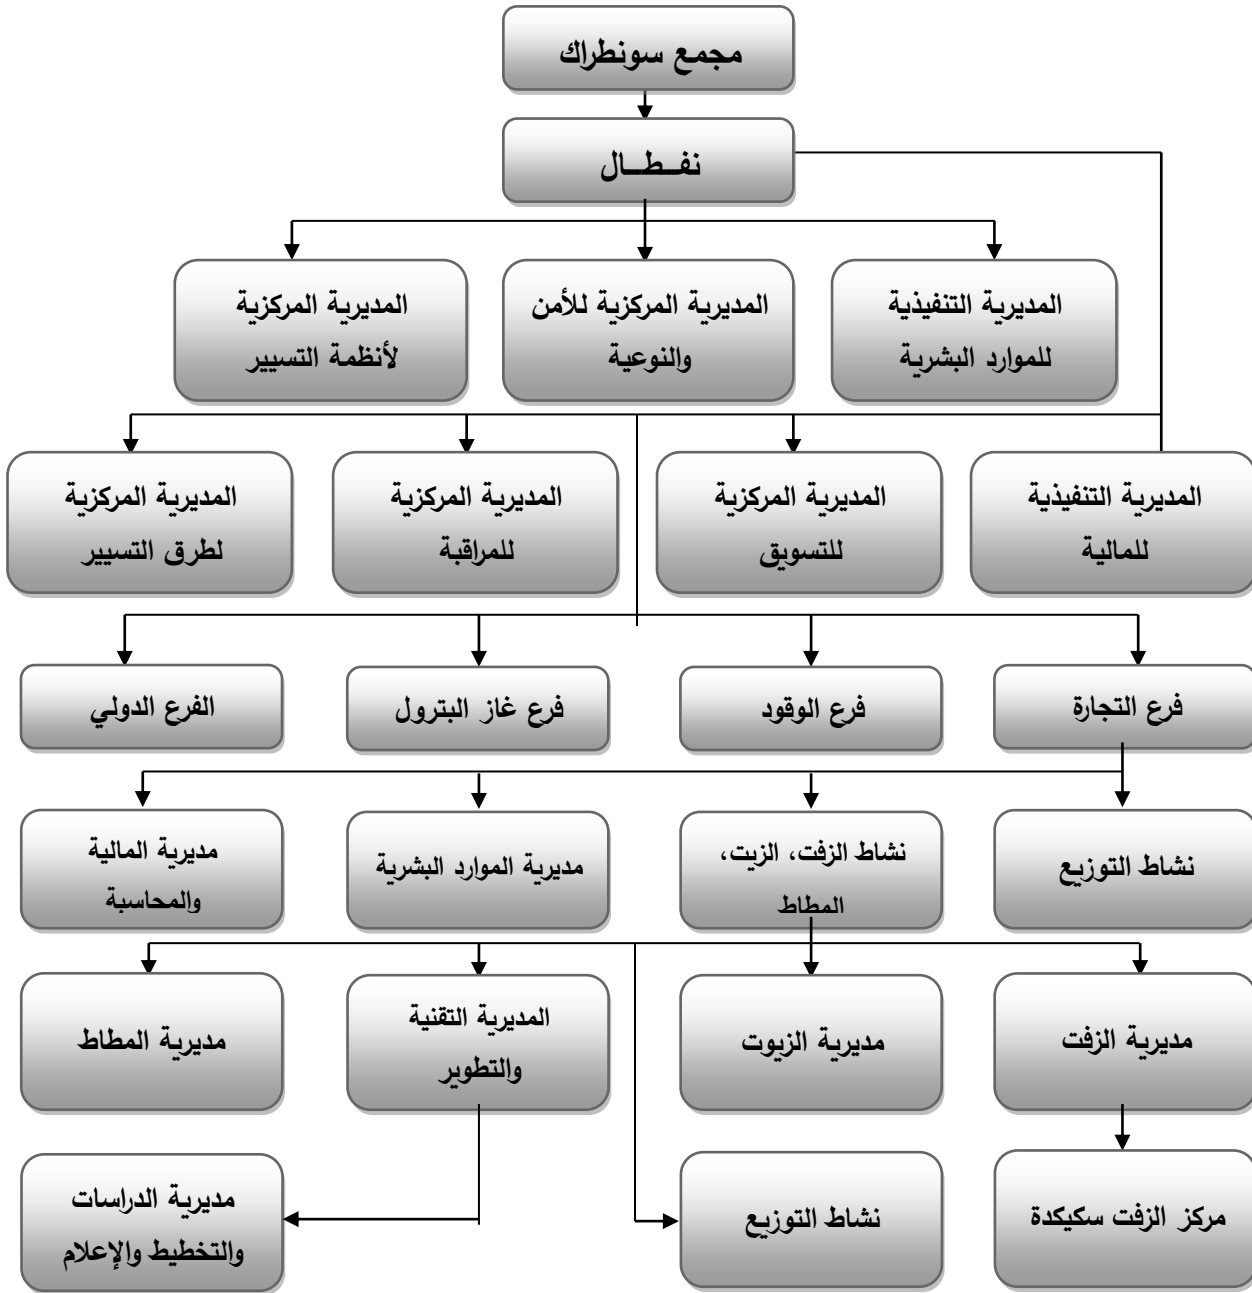 مجمع سونطراك
نفــطــال
المديرية التنفيذية
للموارد البشرية
المديرية المركزية للأمن
والنوعية
المديرية المركزية
لأنظمة التسيير
المديرية التنفيذية
للمالية
المديرية المركزية
للتسويق
المديرية المركزية
للمراقبة
المديرية المركزية
لطرق التسيير
فرع التجارة
فرع الوقود
فرع غاز البترول
الفرع الدولي
نشاط التوزيع
نشاط الزفت، الزيت،
المطاط
مديرية الموارد البشرية
مديرية المالية
والمحاسبة
مديرية الزفت
مديرية الزيوت
المديرية التقنية
والتطوير
مديرية المطاط
مركز الزفت سكيكدة
نشاط التوزيع
مديرية الدراسات
والتخطيط والإعلام